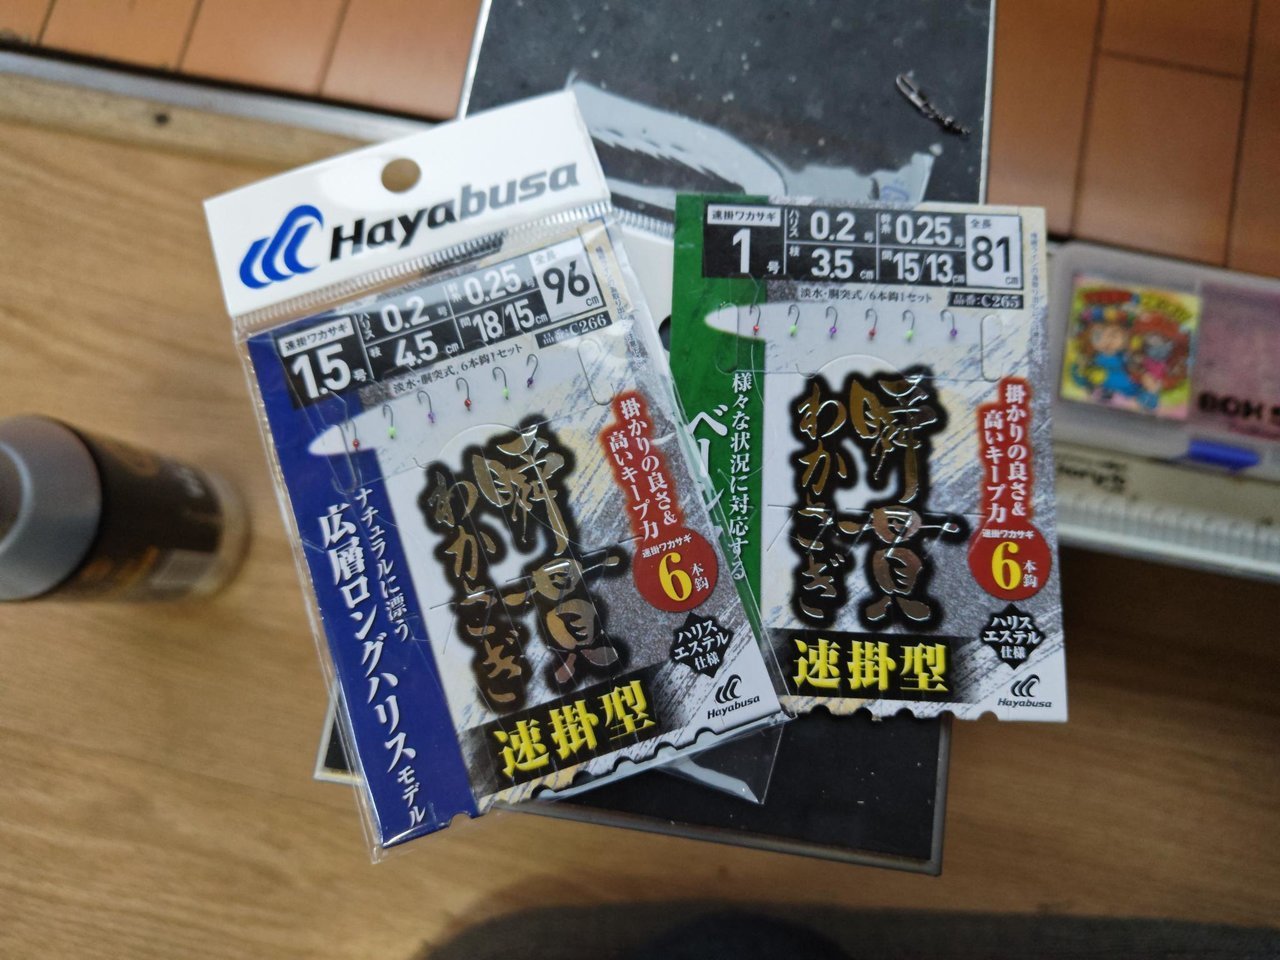 Hayabusa
速掛ワカサギ
1.5号
ハリス 0.2号
幹糸 0.25号
全長 96cm
枝 4.5cm
間 18/15cm
淡水・胴突式/6本鈎1セット
品番:C266
ナチュラルに漂う
広層ロングハリスモデル
瞬貫
わかさぎ
掛かりの良さ&
高いキープ力
速掛ワカサギ
6本鈎
ハリス
エステル
仕様
速掛型
Hayabusa
速掛ワカサギ
1号
ハリス 0.2号
幹糸 0.25号
全長 81cm
枝 3.5cm
間 15/13cm
淡水・胴突式/6本鈎1セット
品番:C265
様々な状況に対応する
瞬貫
わかさぎ
掛かりの良さ&
高いキープ力
速掛ワカサギ
6本鈎
ハリス
エステル
仕様
速掛型
Hayabusa